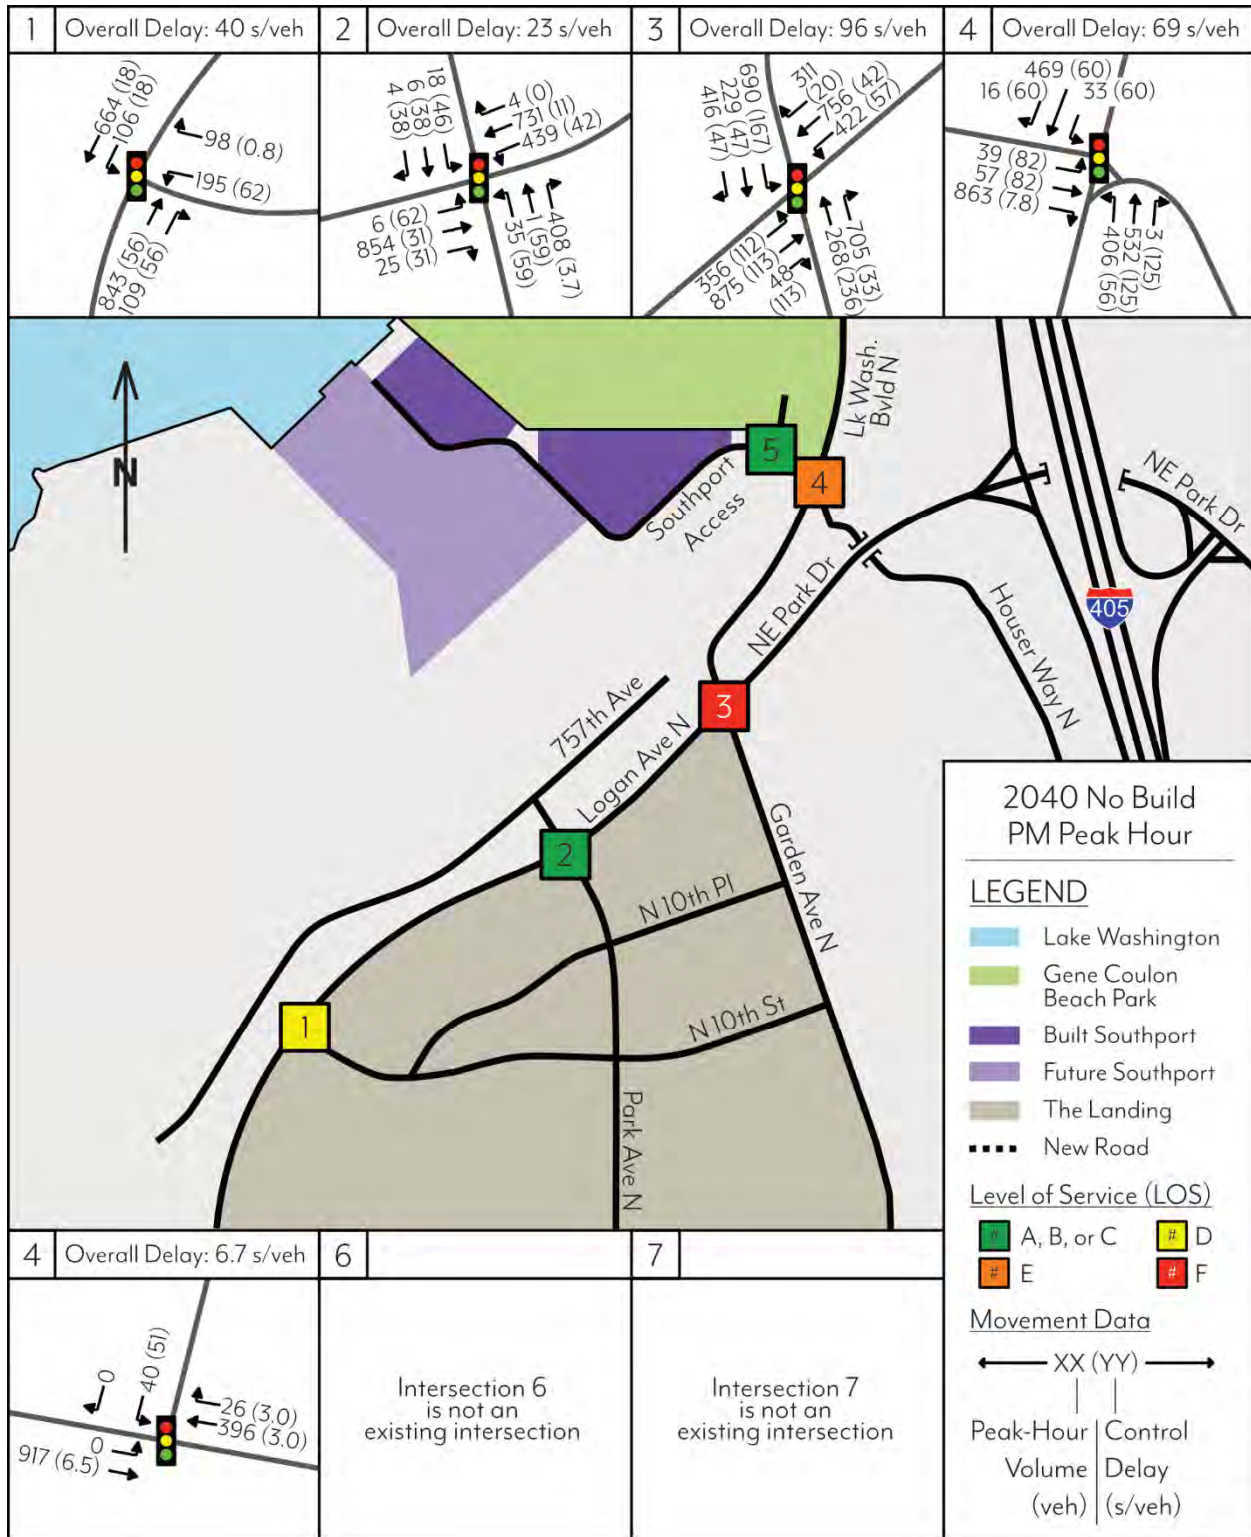 1 Overall Delay: 40 s/veh
664 (18)
106 (18)
98 (0.8)
195 (62)
843 (56)
109 (56)
2 Overall Delay: 23 s/veh
18 (46)
6 (38)
4 (38)
4 (0)
731 (11)
439 (42)
6 (62)
854 (31)
25 (31)
408 (3.7)
1 (59)
35 (59)
3 Overall Delay: 96 s/veh
690 (167)
229 (47)
416 (47)
311
(20)
756 (42)
422 (57)
356 (112)
875 (113)
48
(113)
705 (33)
268 (236)
4 Overall Delay: 69 s/veh
469 (60)
16 (60)
33 (60)
39 (82)
57 (82)
863 (7.8)
3 (125)
532 (125)
406 (56)
N
Lk Wash.
Bvld N
5
4
Southport
Access
NE Park Dr
NE Park Dr
405
Houser Way N
3
757th Ave
Logan Ave N
2
Garden Ave N
N 10th Pl
1
N 10th St
Park Ave N
2040 No Build
PM Peak Hour
LEGEND
Lake Washington
Gene Coulon
Beach Park
Built Southport
Future Southport
The Landing
New Road
Level of Service (LOS)
# A, B, or C
# D
# E
# F
Movement Data
XX (YY)
Peak-Hour Control
Volume Delay
(veh) (s/veh)
4 Overall Delay: 6.7 s/veh
0
40 (51)
26 (3.0)
396 (3.0)
0
917 (6.5)
6
Intersection 6
is not an
existing intersection
7
Intersection 7
is not an
existing intersection